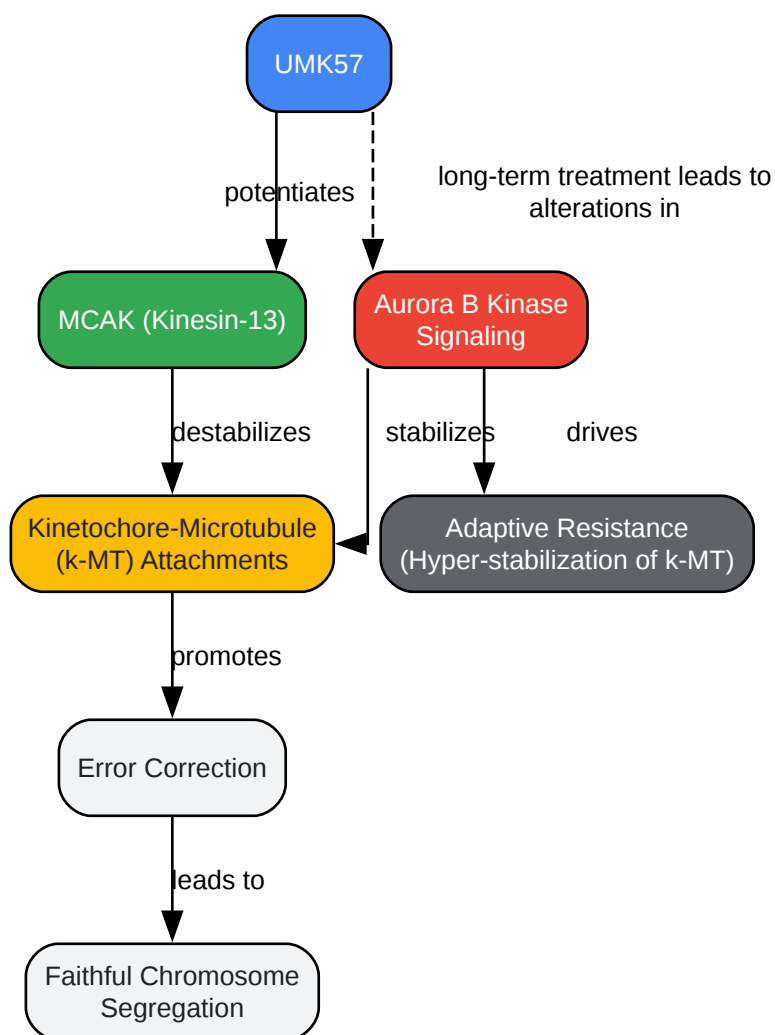 UMK57
potentiates
long-term treatment leads to
alterations in
MCAK (Kinesin-13)
Aurora B Kinase
Signaling
destabilizes
stabilizes
drives
Kinetochore-Microtubule
(k-MT) Attachments
Adaptive Resistance
(Hyper-stabilization of k-MT)
promotes
Error Correction
leads to
Faithful Chromosome
Segregation